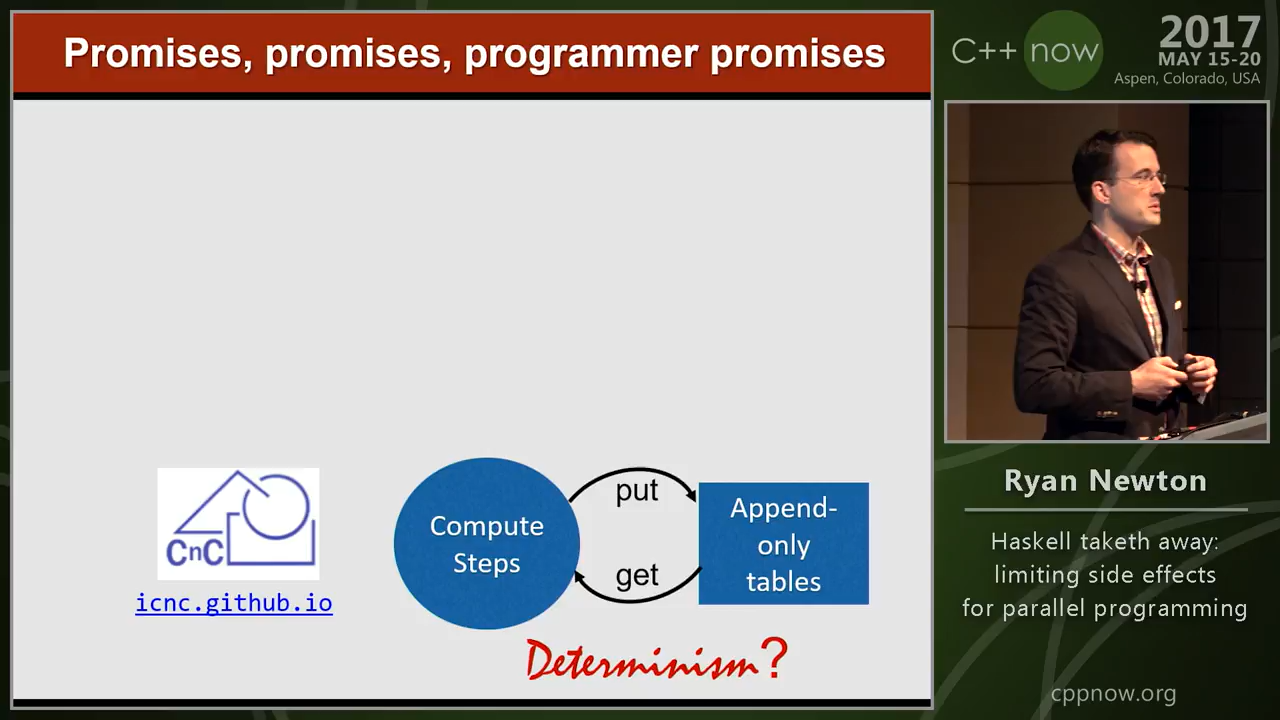 Promises, promises, programmer promises
CnC
icnc.github.io
Compute
Steps
put
get
Append-
only
tables
Determinism?
C++ now
2017
MAY 15-20
Aspen, Colorado, USA
Ryan Newton
Haskell taketh away:
limiting side effects
for parallel programming
cppnow.org